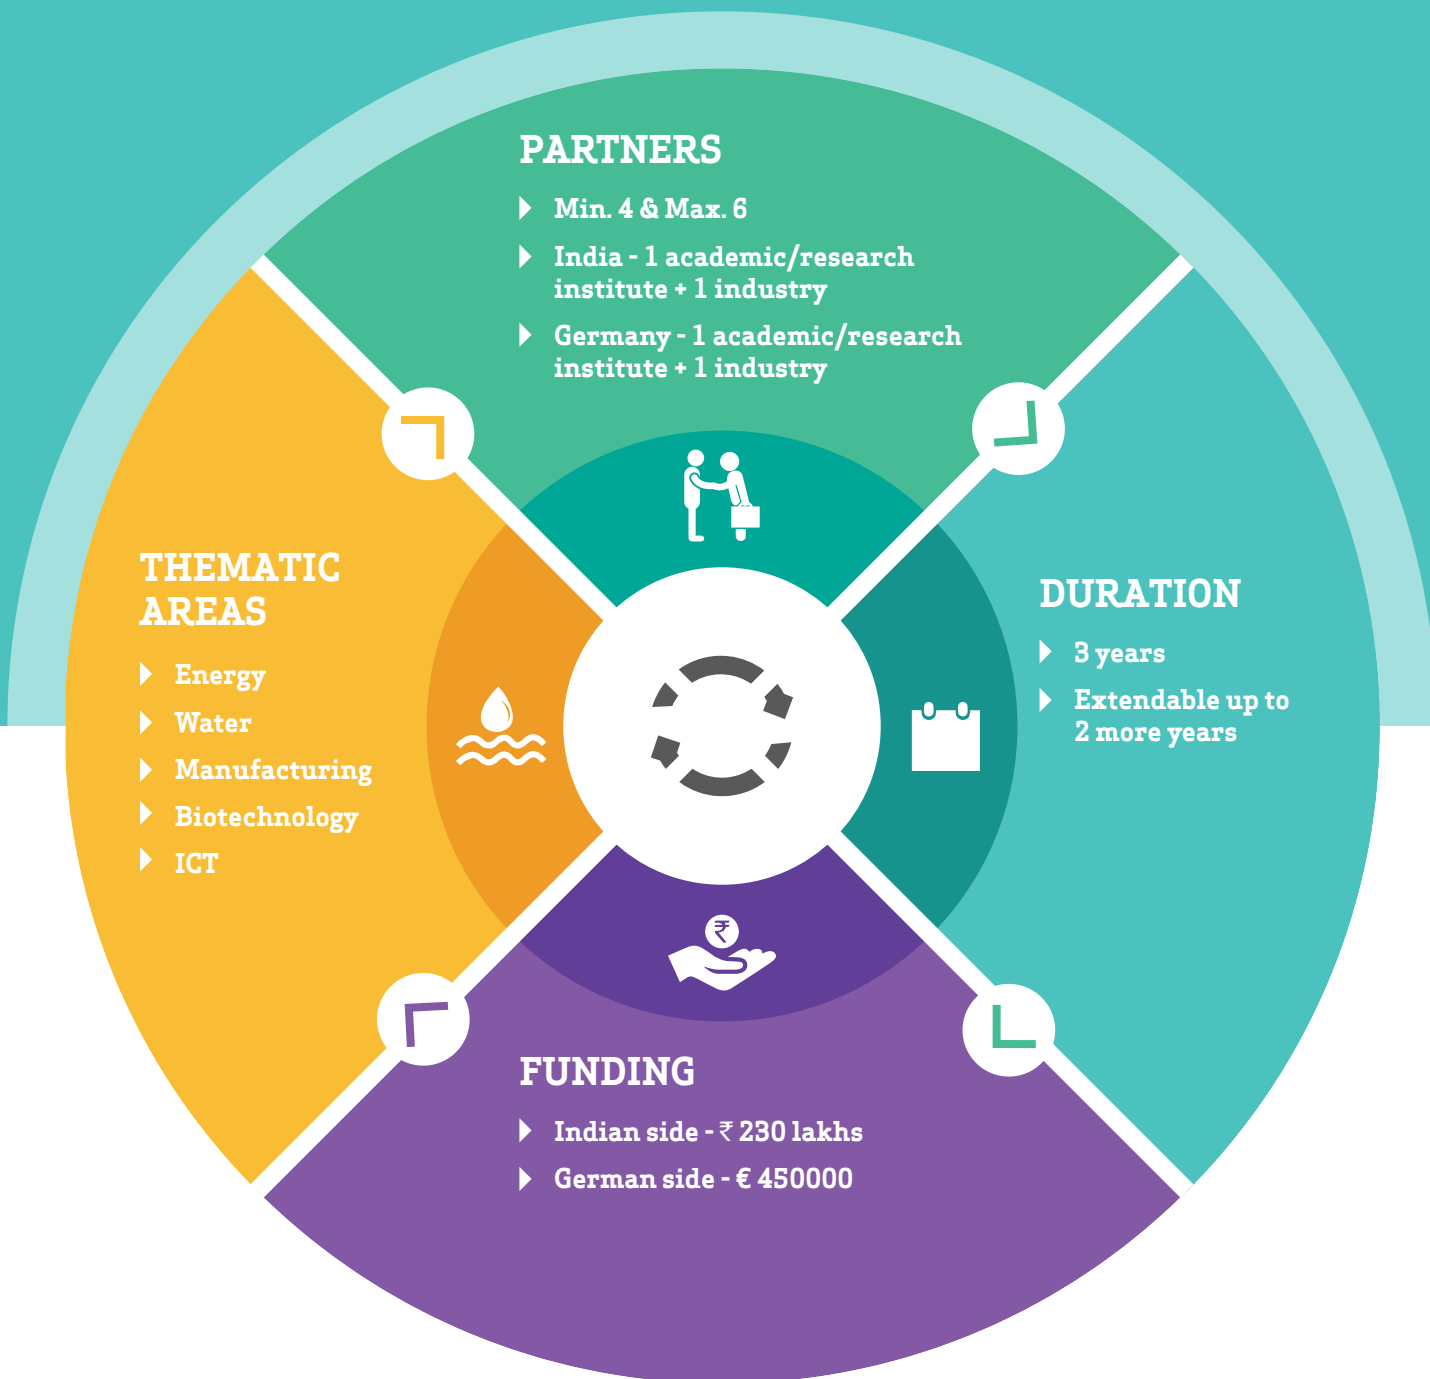 PARTNERS
Min. 4 & Max. 6
India - 1 academic/research
institute + 1 industry
Germany - 1 academic/research
institute + 1 industry
THEMATIC
AREAS
Energy
Water
Manufacturing
Biotechnology
ICT
DURATION
3 years
Extendable up to
2 more years
₹
FUNDING
Indian side - ₹ 230 lakhs
German side - € 450000